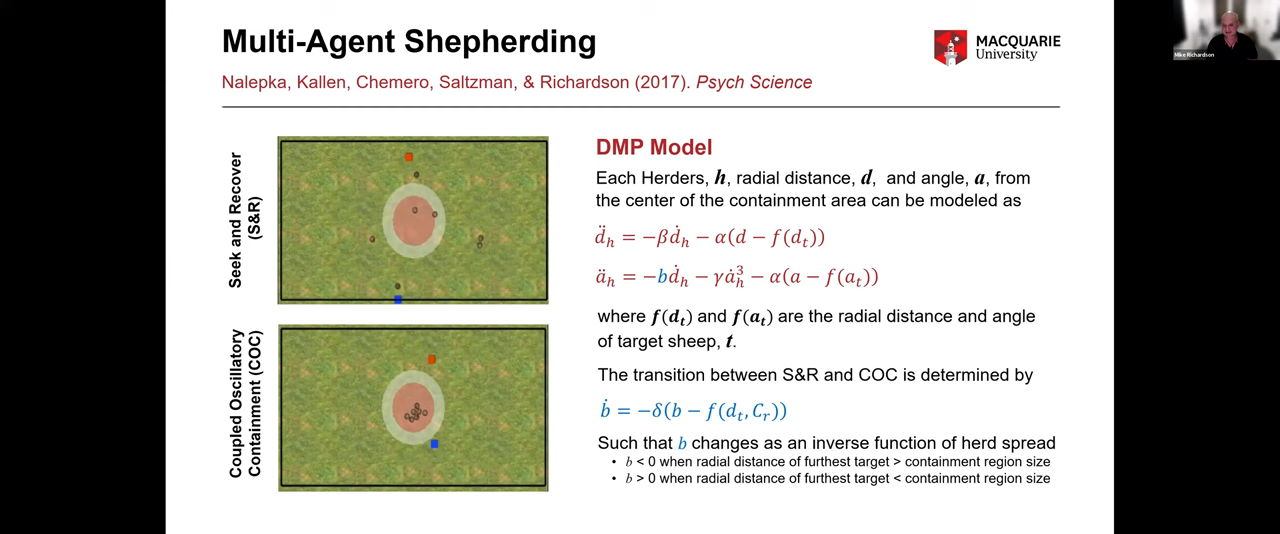 Multi-Agent Shepherding
MACQUARIE
University
Mike Richardson
Nalepka, Kallen, Chemero, Saltzman, & Richardson (2017). Psych Science
Seek and Recover
(S&R)
Coupled Oscillatory
Containment (COC)
DMP Model
Each Herders, h, radial distance, d, and angle, a, from
the center of the containment area can be modeled as
d̈ₕ = −βḋₕ − α(d − f(dₜ))
äₕ = −bḋₕ − γȧₕ³ − α(a − f(aₜ))
where f(dₜ) and f(aₜ) are the radial distance and angle
of target sheep, t.
The transition between S&R and COC is determined by
ḃ = −δ(b − f(dₜ, Cᵣ))
Such that b changes as an inverse function of herd spread
• b < 0 when radial distance of furthest target > containment region size
• b > 0 when radial distance of furthest target < containment region size